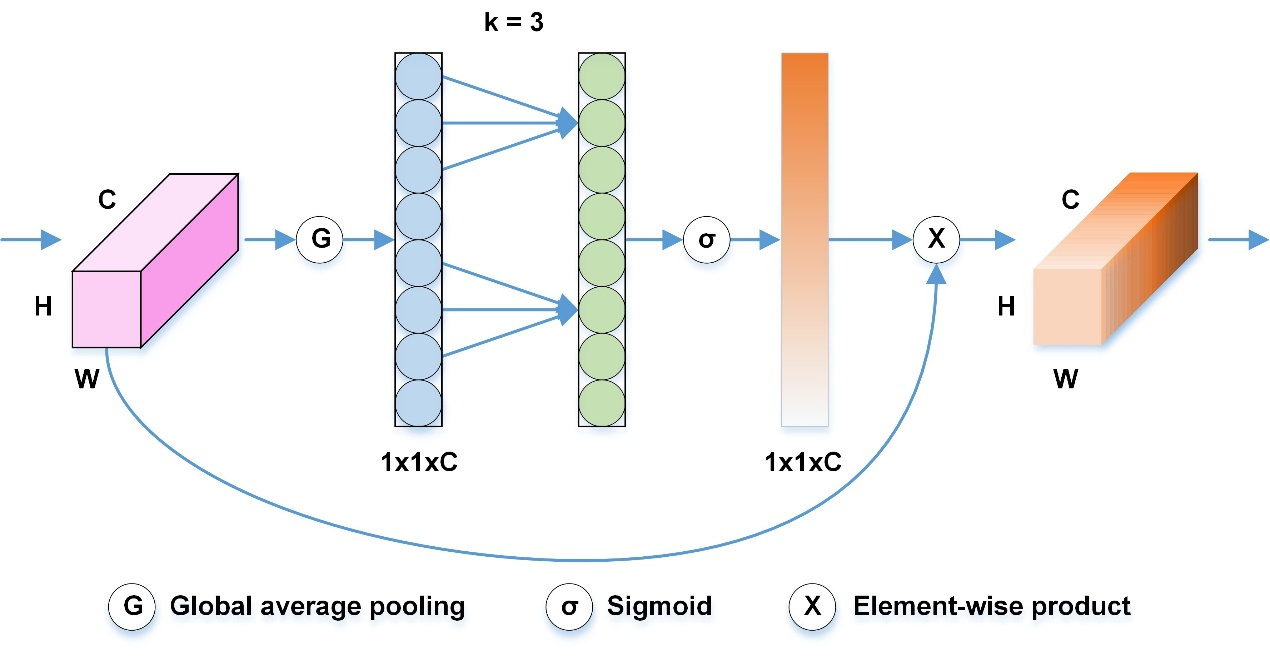 k = 3
C
H
W
G
1x1xC
σ
1x1xC
X
C
H
W
G Global average pooling
σ Sigmoid
X Element-wise product